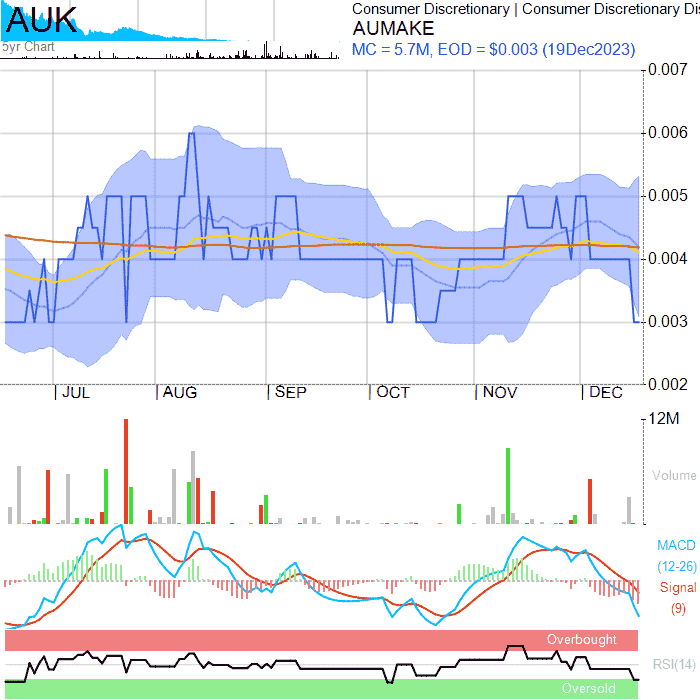 AUK
5yr Chart
Consumer Discretionary | Consumer Discretionary Dis
AUMAKE
MC = 5.7M, EOD = $0.003 (19Dec2023)
0.007
0.006
0.005
0.004
0.003
0.002
JUL AUG SEP OCT NOV DEC
12M
Volume
MACD
(12-26)
Signal
(9)
Overbought
RSI(14)
Oversold